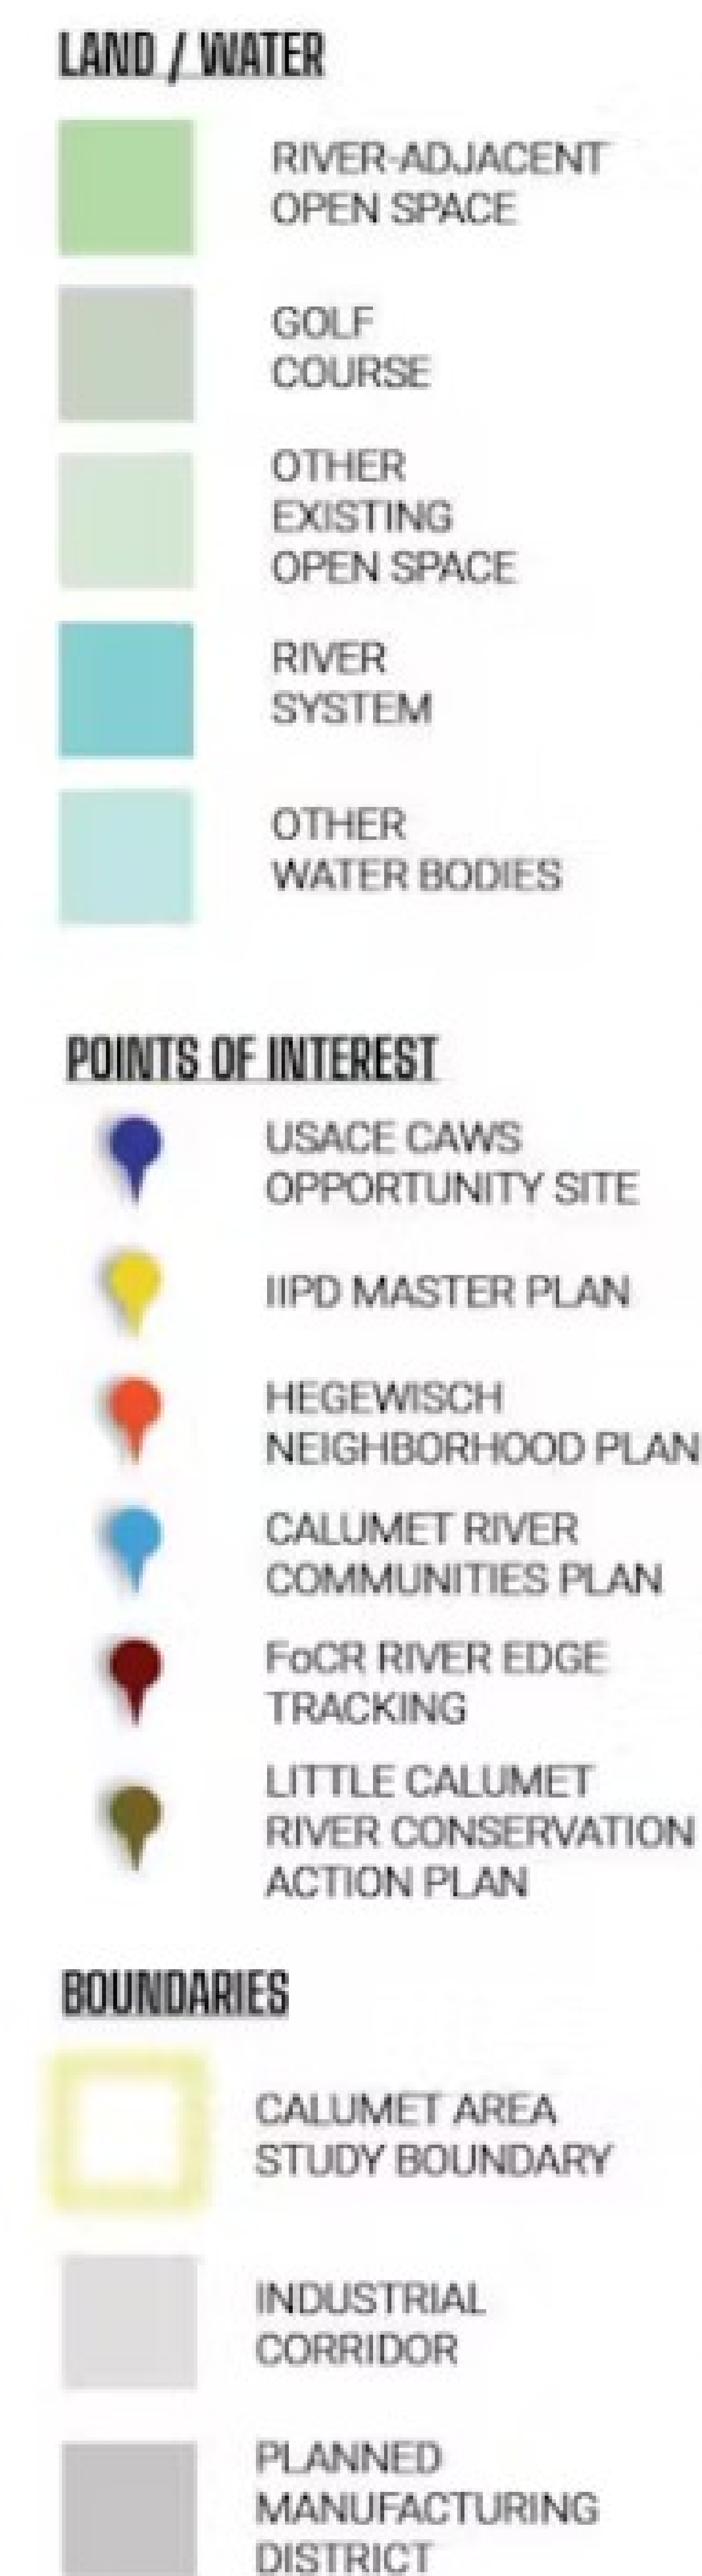 LAND / WATER
RIVER-ADJACENT
OPEN SPACE
GOLF
COURSE
OTHER
EXISTING
OPEN SPACE
RIVER
SYSTEM
OTHER
WATER BODIES
POINTS OF INTEREST
USACE CAWS
OPPORTUNITY SITE
IIPD MASTER PLAN
HEGEWISCH
NEIGHBORHOOD PLAN
CALUMET RIVER
COMMUNITIES PLAN
FoCR RIVER EDGE
TRACKING
LITTLE CALUMET
RIVER CONSERVATION
ACTION PLAN
BOUNDARIES
CALUMET AREA
STUDY BOUNDARY
INDUSTRIAL
CORRIDOR
PLANNED
MANUFACTURING
DISTRICT